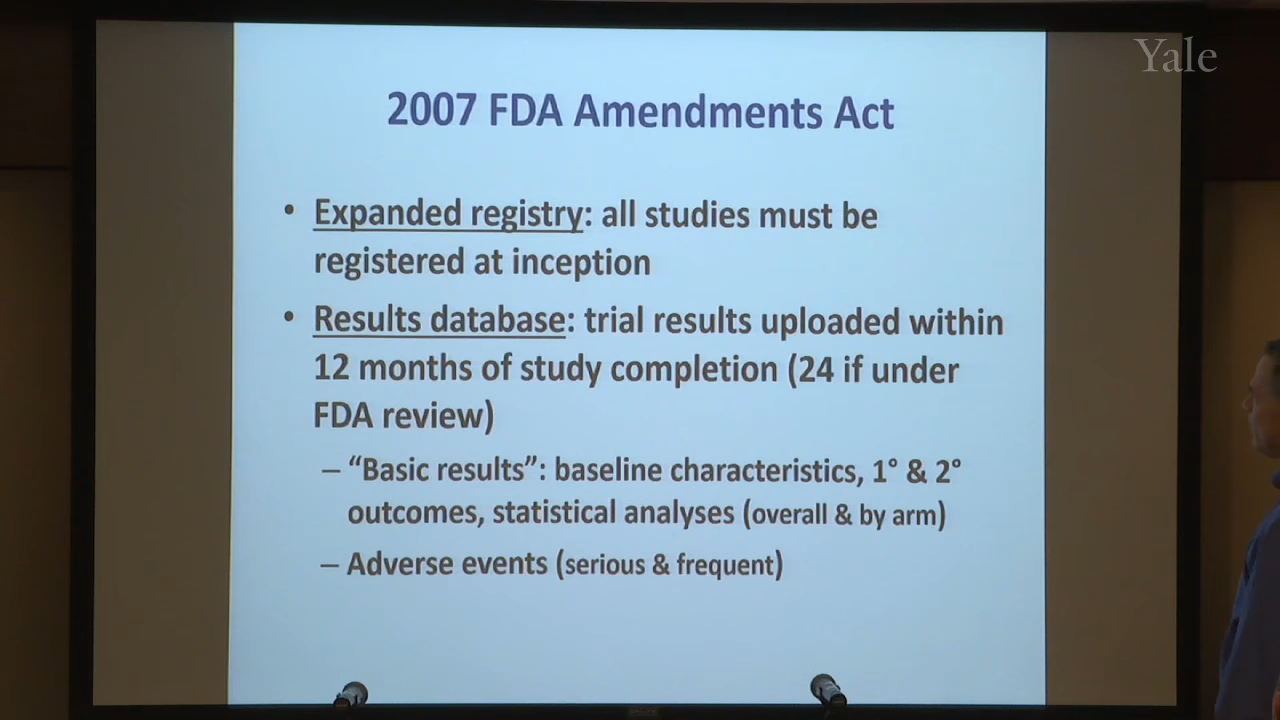 Yale
2007 FDA Amendments Act
• Expanded registry: all studies must be
registered at inception
• Results database: trial results uploaded within
12 months of study completion (24 if under
FDA review)
– “Basic results”: baseline characteristics, 1° & 2°
outcomes, statistical analyses (overall & by arm)
– Adverse events (serious & frequent)